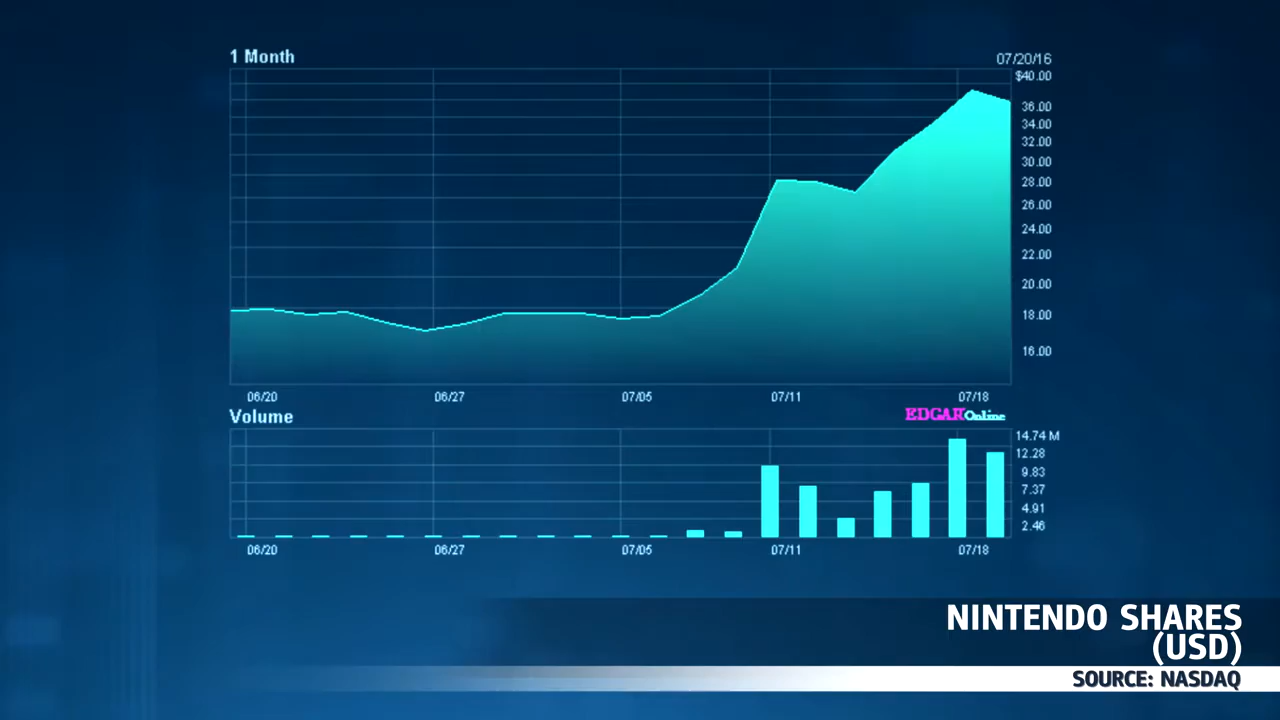 1 Month
07/20/16
$40.00
36.00
34.00
32.00
30.00
28.00
26.00
24.00
22.00
20.00
18.00
16.00
06/20 06/27 07/05 07/11 07/18
Volume
EDGAROnline
14.74 M
12.28
9.83
7.37
4.91
2.46
06/20 06/27 07/05 07/11 07/18
NINTENDO SHARES
(USD)
SOURCE: NASDAQ